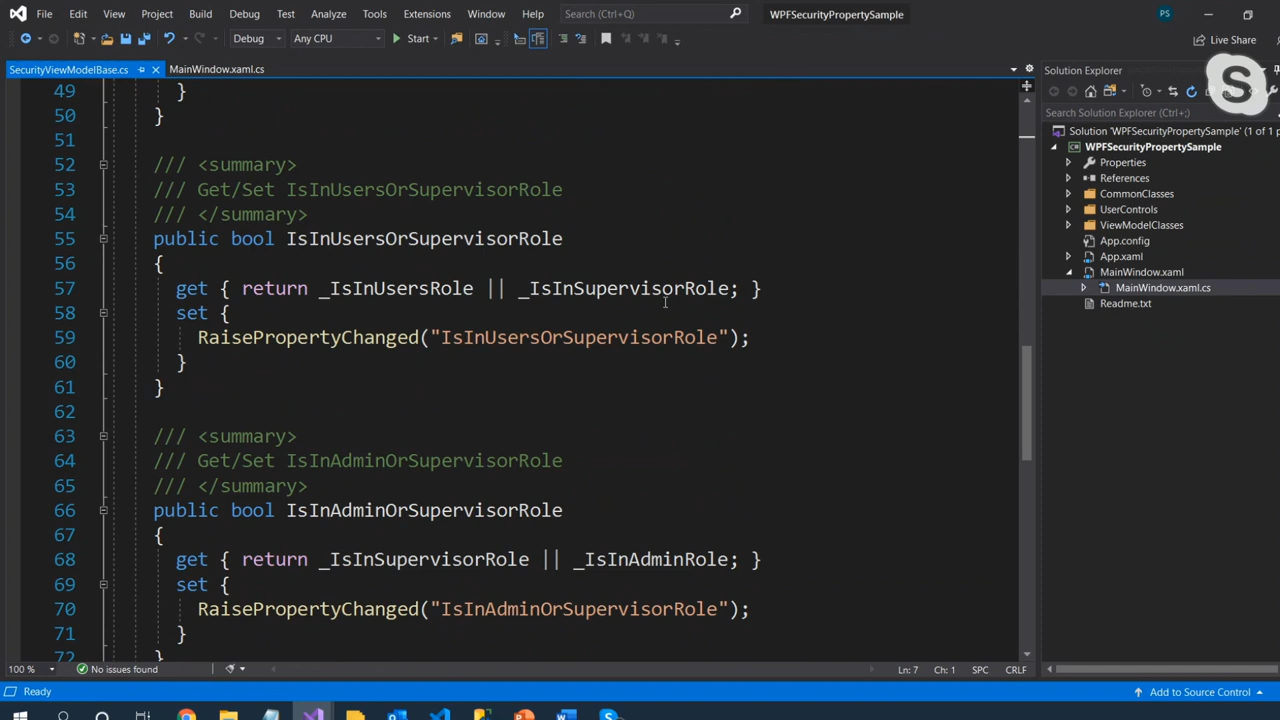 File Edit View Project Build Debug Test Analyze Tools Extensions Window Help Search (Ctrl+Q) WPFSecurityPropertySample PS
Debug Any CPU Start Live Share
SecurityViewModelBase.cs MainWindow.xaml.cs
49 }
50 }
51
52 /// <summary>
53 /// Get/Set IsInUsersOrSupervisorRole
54 /// </summary>
55 public bool IsInUsersOrSupervisorRole
56 {
57 get { return _IsInUsersRole || _IsInSupervisorRole; }
58 set {
59 RaisePropertyChanged("IsInUsersOrSupervisorRole");
60 }
61 }
62
63 /// <summary>
64 /// Get/Set IsInAdminOrSupervisorRole
65 /// </summary>
66 public bool IsInAdminOrSupervisorRole
67 {
68 get { return _IsInSupervisorRole || _IsInAdminRole; }
69 set {
70 RaisePropertyChanged("IsInAdminOrSupervisorRole");
71 }
72 }
Solution Explorer
Search Solution Explorer (Ctrl+;)
Solution 'WPFSecurityPropertySample' (1 of 1 p
WPFSecurityPropertySample
Properties
References
CommonClasses
UserControls
ViewModelClasses
App.config
App.xaml
MainWindow.xaml
MainWindow.xaml.cs
Readme.txt
100 % No issues found Ln: 7 Ch: 1 SPC CRLF
Ready Add to Source Control